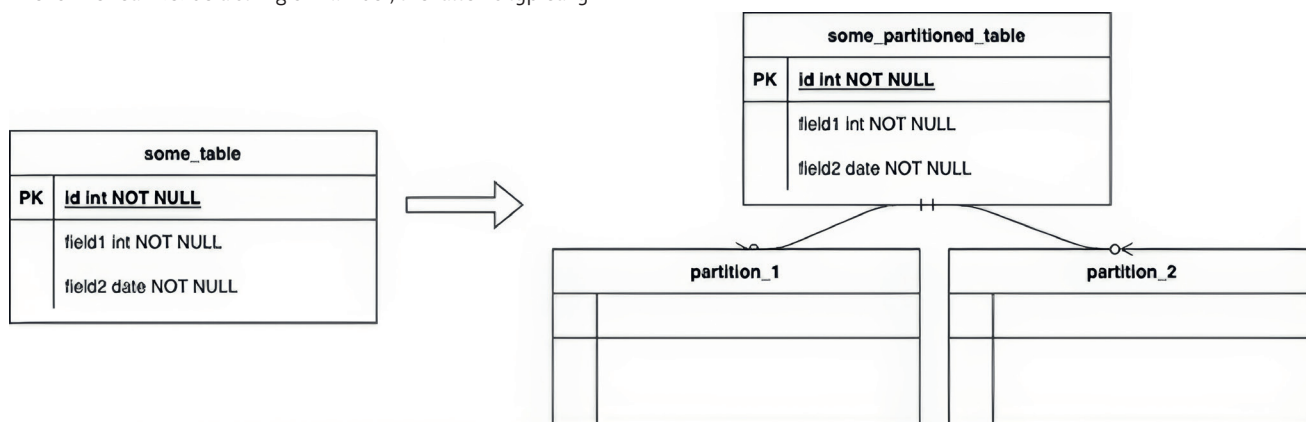 some_partitioned_table
PK id int NOT NULL
field1 int NOT NULL
field2 date NOT NULL
some_table
PK id int NOT NULL
field1 int NOT NULL
field2 date NOT NULL
partition_1
partition_2